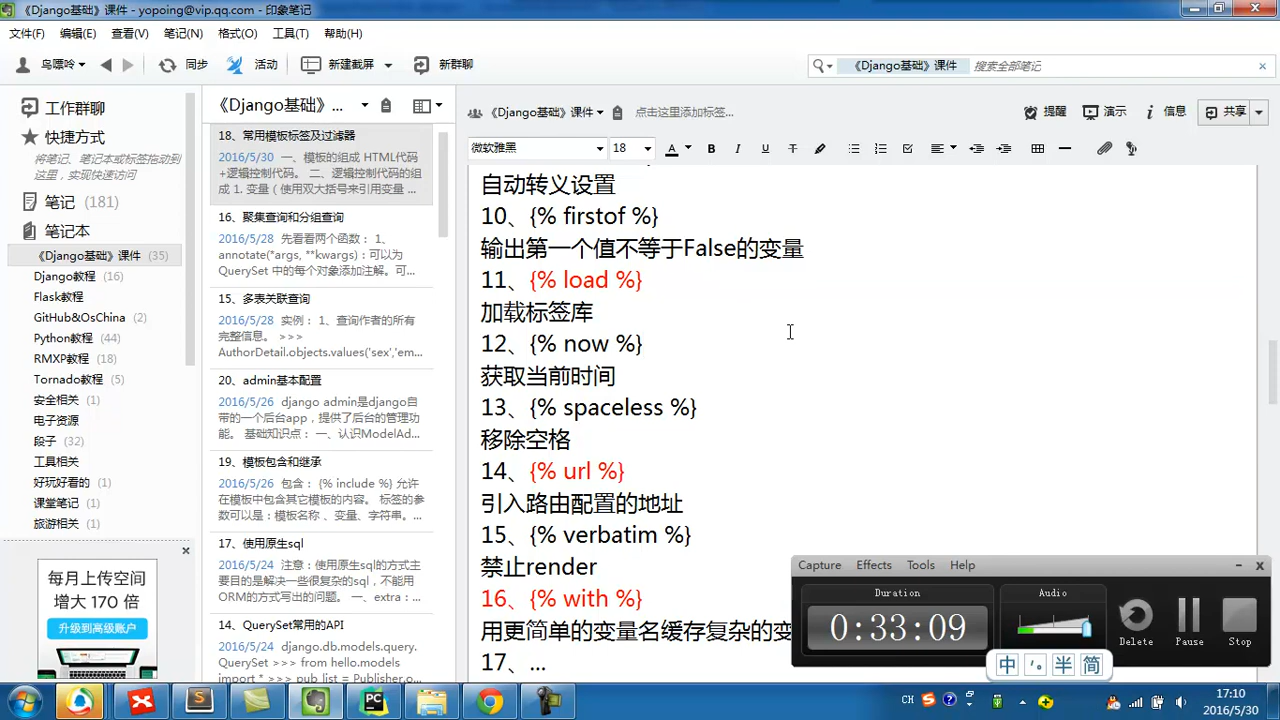 《Django基础》课件 - yopoing@vip.qq.com - 印象笔记
文件(F) 编辑(E) 查看(V) 笔记(N) 格式(O) 工具(T) 帮助(H)
鸟嘌呤 同步 活动 新建截屏 新群聊 《Django基础》课件 搜索全部笔记
工作群聊
快捷方式
将笔记、笔记本或标签拖动到
这里，实现快速访问
笔记 (181)
笔记本
《Django基础》课件 (35)
Django教程 (16)
Flask教程
GitHub&OsChina (2)
Python教程 (44)
RMXP教程 (18)
Tornado教程 (5)
安全相关 (1)
电子资源
段子 (32)
工具相关
好玩好看的 (1)
课堂笔记 (1)
旅游相关 (1)
每月上传空间
增大 170 倍
升级到高级账户
《Django基础》...
18、常用模板标签及过滤器
2016/5/30 一、模板的组成 HTML代码
+逻辑控制代码。 二、逻辑控制代码的组
成 1. 变量（使用双大括号来引用变量 ...
16、聚集查询和分组查询
2016/5/28 先看看两个函数： 1、
annotate(*args, **kwargs)：可以为
QuerySet 中的每个对象添加注解。可...
15、多表关联查询
2016/5/28 实例： 1、查询作者的所有
完整信息。 >>>
AuthorDetail.objects.values('sex','em...
20、admin基本配置
2016/5/26 django admin是django自
带的一个后台app，提供了后台的管理功
能。 基础知识点： 一、认识ModelAd...
19、模板包含和继承
2016/5/26 包含： {% include %} 允许
在模板中包含其它模板的内容。 标签的参
数可以是：模板名称 、变量、字符串。...
17、使用原生sql
2016/5/24 注意：使用原生sql的方式主
要目的是解决一些很复杂的sql，不能用
ORM的方式写出的问题。 一、extra：...
14、QuerySet常用的API
2016/5/24 django.db.models.query.
QuerySet >>> from hello.models
import * >>> pub_list = Publisher.o...
《Django基础》课件 点击这里添加标签... 提醒 演示 信息 共享
微软雅黑 18 A B I U T
自动转义设置
10、{% firstof %}
输出第一个值不等于False的变量
11、{% load %}
加载标签库
12、{% now %}
获取当前时间
13、{% spaceless %}
移除空格
14、{% url %}
引入路由配置的地址
15、{% verbatim %}
禁止render
16、{% with %}
用更简单的变量名缓存复杂的变
17、...
Capture Effects Tools Help
Duration Audio
0:33:09
Delete Pause Stop
中 半 简
CH
17:10
2016/5/30